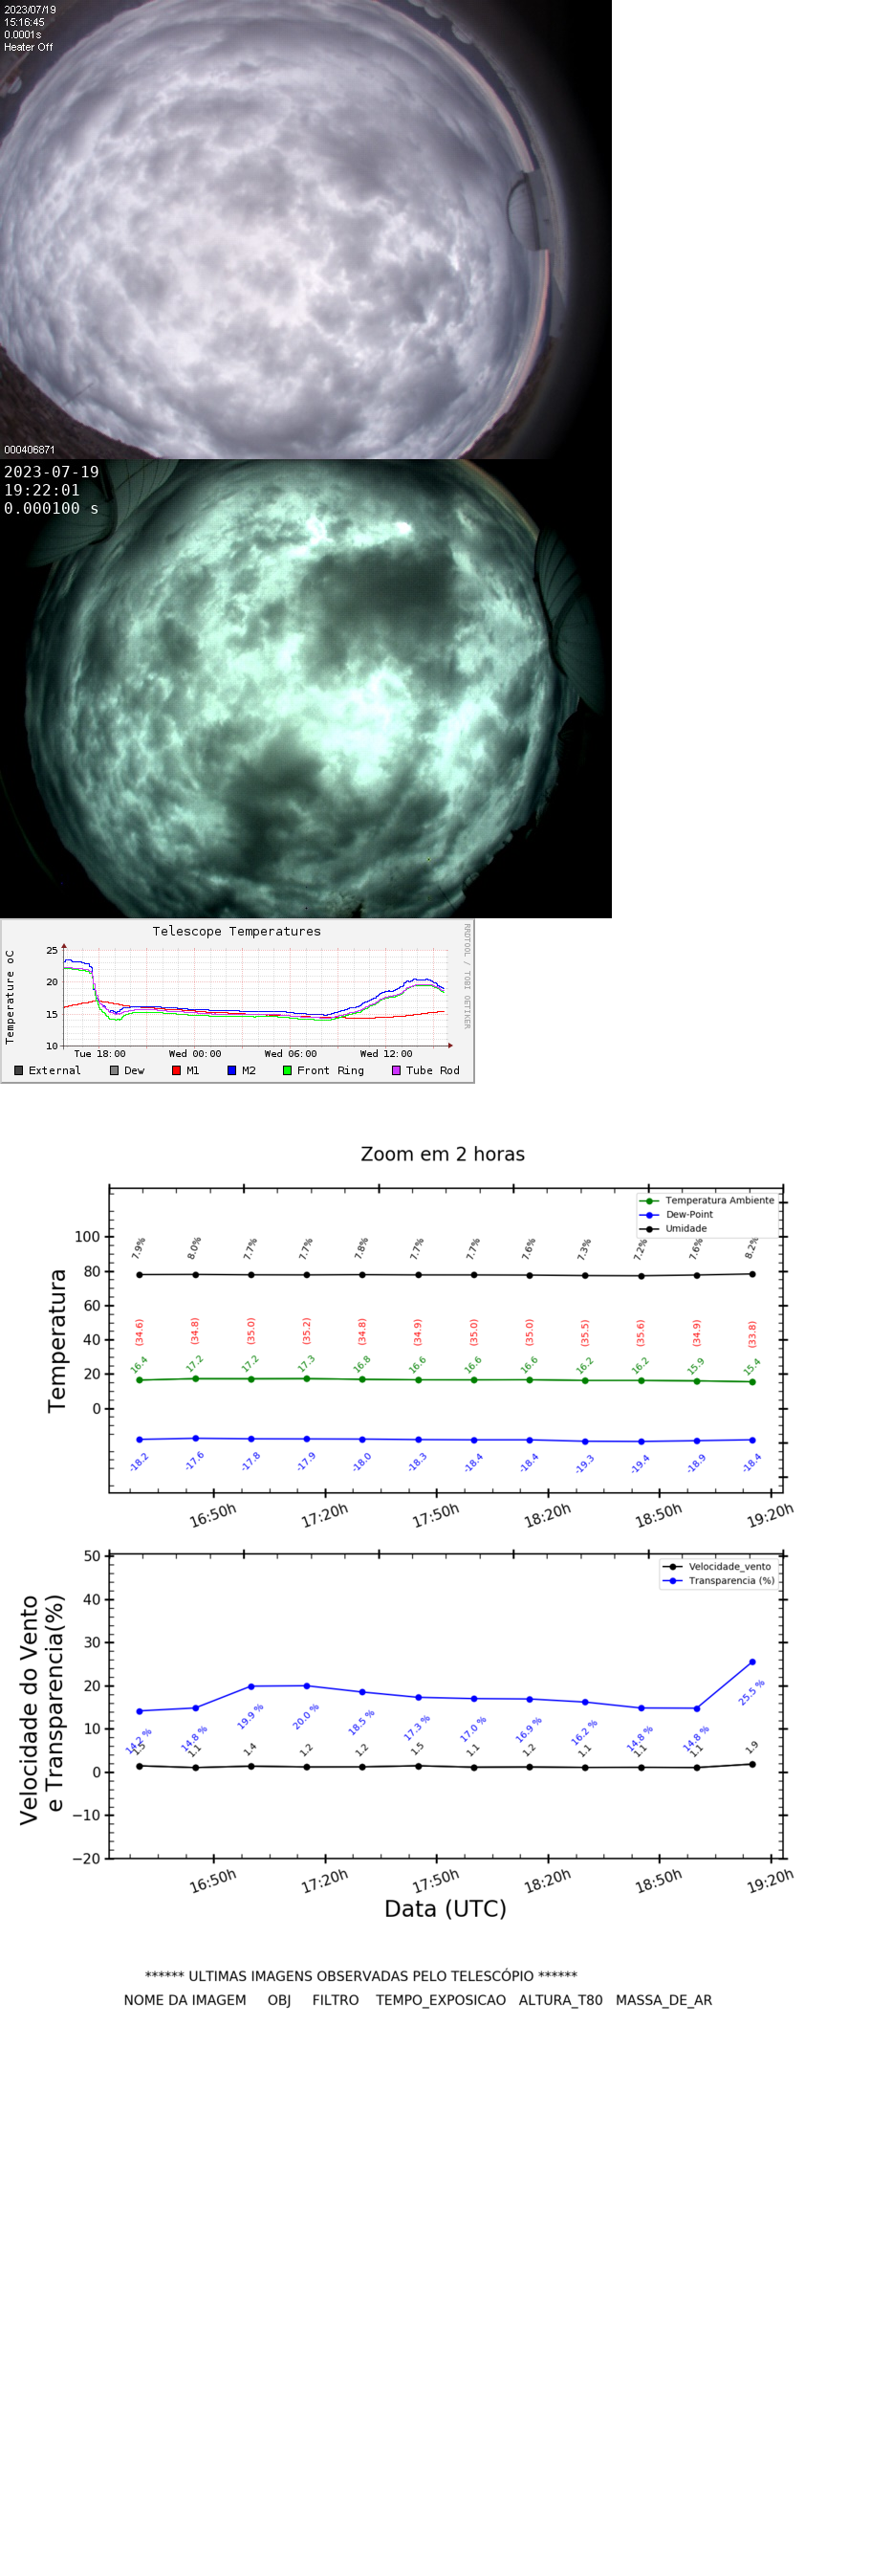 2023/07/19
15:16:45
0.0001s
Heater Off
000406871
2023-07-19
19:22:01
0.000100 s
Telescope Temperatures
RRDTOOL / TOBI OETIKER
Temperature oC
25
20
15
10
Tue 18:00 Wed 00:00 Wed 06:00 Wed 12:00
External Dew M1 M2 Front Ring Tube Rod
Zoom em 2 horas
Temperatura Ambiente
Dew-Point
Umidade
Temperatura
100
80
60
40
20
0
7.9% 8.0% 7.7% 7.7% 7.8% 7.7% 7.7% 7.6% 7.3% 7.2% 7.6% 8.2%
(34.6) (34.8) (35.0) (35.2) (34.8) (34.9) (35.0) (35.0) (35.5) (35.6) (34.9) (33.8)
16.4 17.2 17.2 17.3 16.8 16.6 16.6 16.6 16.2 16.2 15.9 15.4
-18.2 -17.6 -17.8 -17.9 -18.0 -18.3 -18.4 -18.4 -19.3 -19.4 -18.9 -18.4
16:50h 17:20h 17:50h 18:20h 18:50h 19:20h
Velocidade_vento
Transparencia (%)
Velocidade do Vento
e Transparencia(%)
50
40
30
20
10
0
−10
−20
14.2 % 14.8 % 19.9 % 20.0 % 18.5 % 17.3 % 17.0 % 16.9 % 16.2 % 14.8 % 14.8 % 25.5 %
1.5 1.1 1.4 1.2 1.2 1.5 1.1 1.2 1.1 1.1 1.1 1.9
16:50h 17:20h 17:50h 18:20h 18:50h 19:20h
Data (UTC)
****** ULTIMAS IMAGENS OBSERVADAS PELO TELESCÓPIO ******
NOME DA IMAGEM OBJ FILTRO TEMPO_EXPOSICAO ALTURA_T80 MASSA_DE_AR